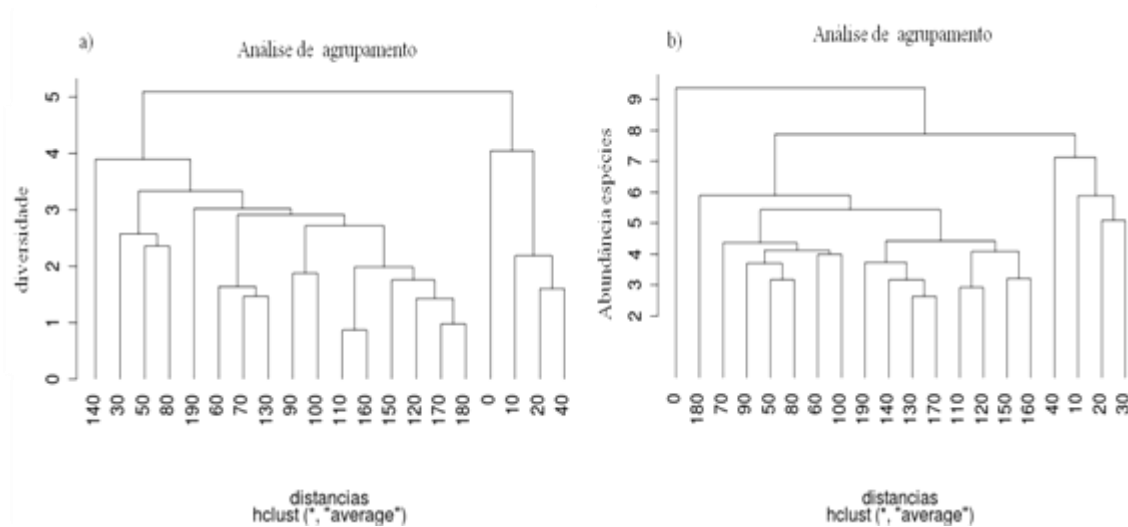 a)
Análise de agrupamento
diversidade
5
4
3
2
1
0
140 30 50 80 190 60 70 130 90 100 110 160 150 120 170 180 0 10 20 40
distancias
hclust (*, "average")
b)
Análise de agrupamento
Abundância espécies
9
8
7
6
5
4
3
2
0 180 70 90 50 80 60 100 190 140 130 170 110 120 150 160 40 10 20 30
distancias
hclust (*, "average")